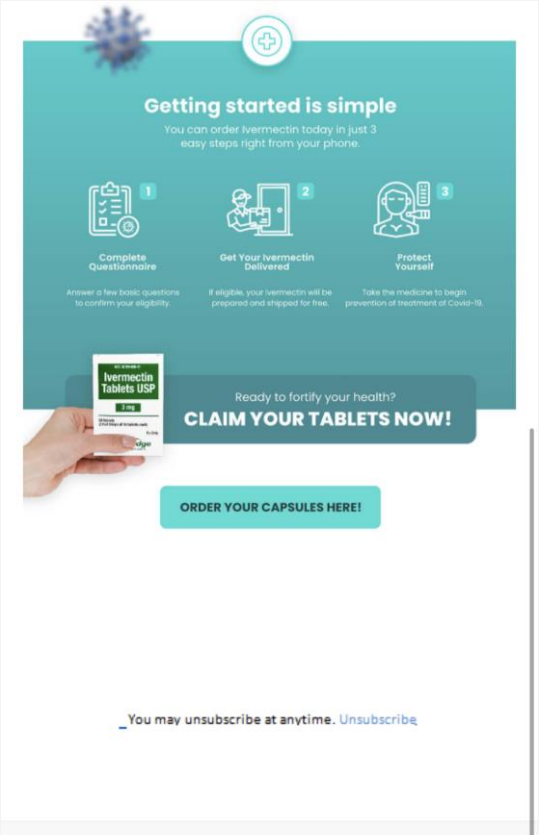 Getting started is simple
You can order Ivermectin today in just 3
easy steps right from your phone.
1
2
3
Complete
Questionnaire
Get Your Ivermectin
Delivered
Protect
Yourself
Answer a few basic questions
to confirm your eligibility.
If eligible, your Ivermectin will be
prepared and shipped for free.
Take the medicine to begin
prevention of treatment of Covid-19.
Ivermectin
Tablets USP
3 mg
Ready to fortify your health?
CLAIM YOUR TABLETS NOW!
ORDER YOUR CAPSULES HERE!
You may unsubscribe at anytime. Unsubscribe